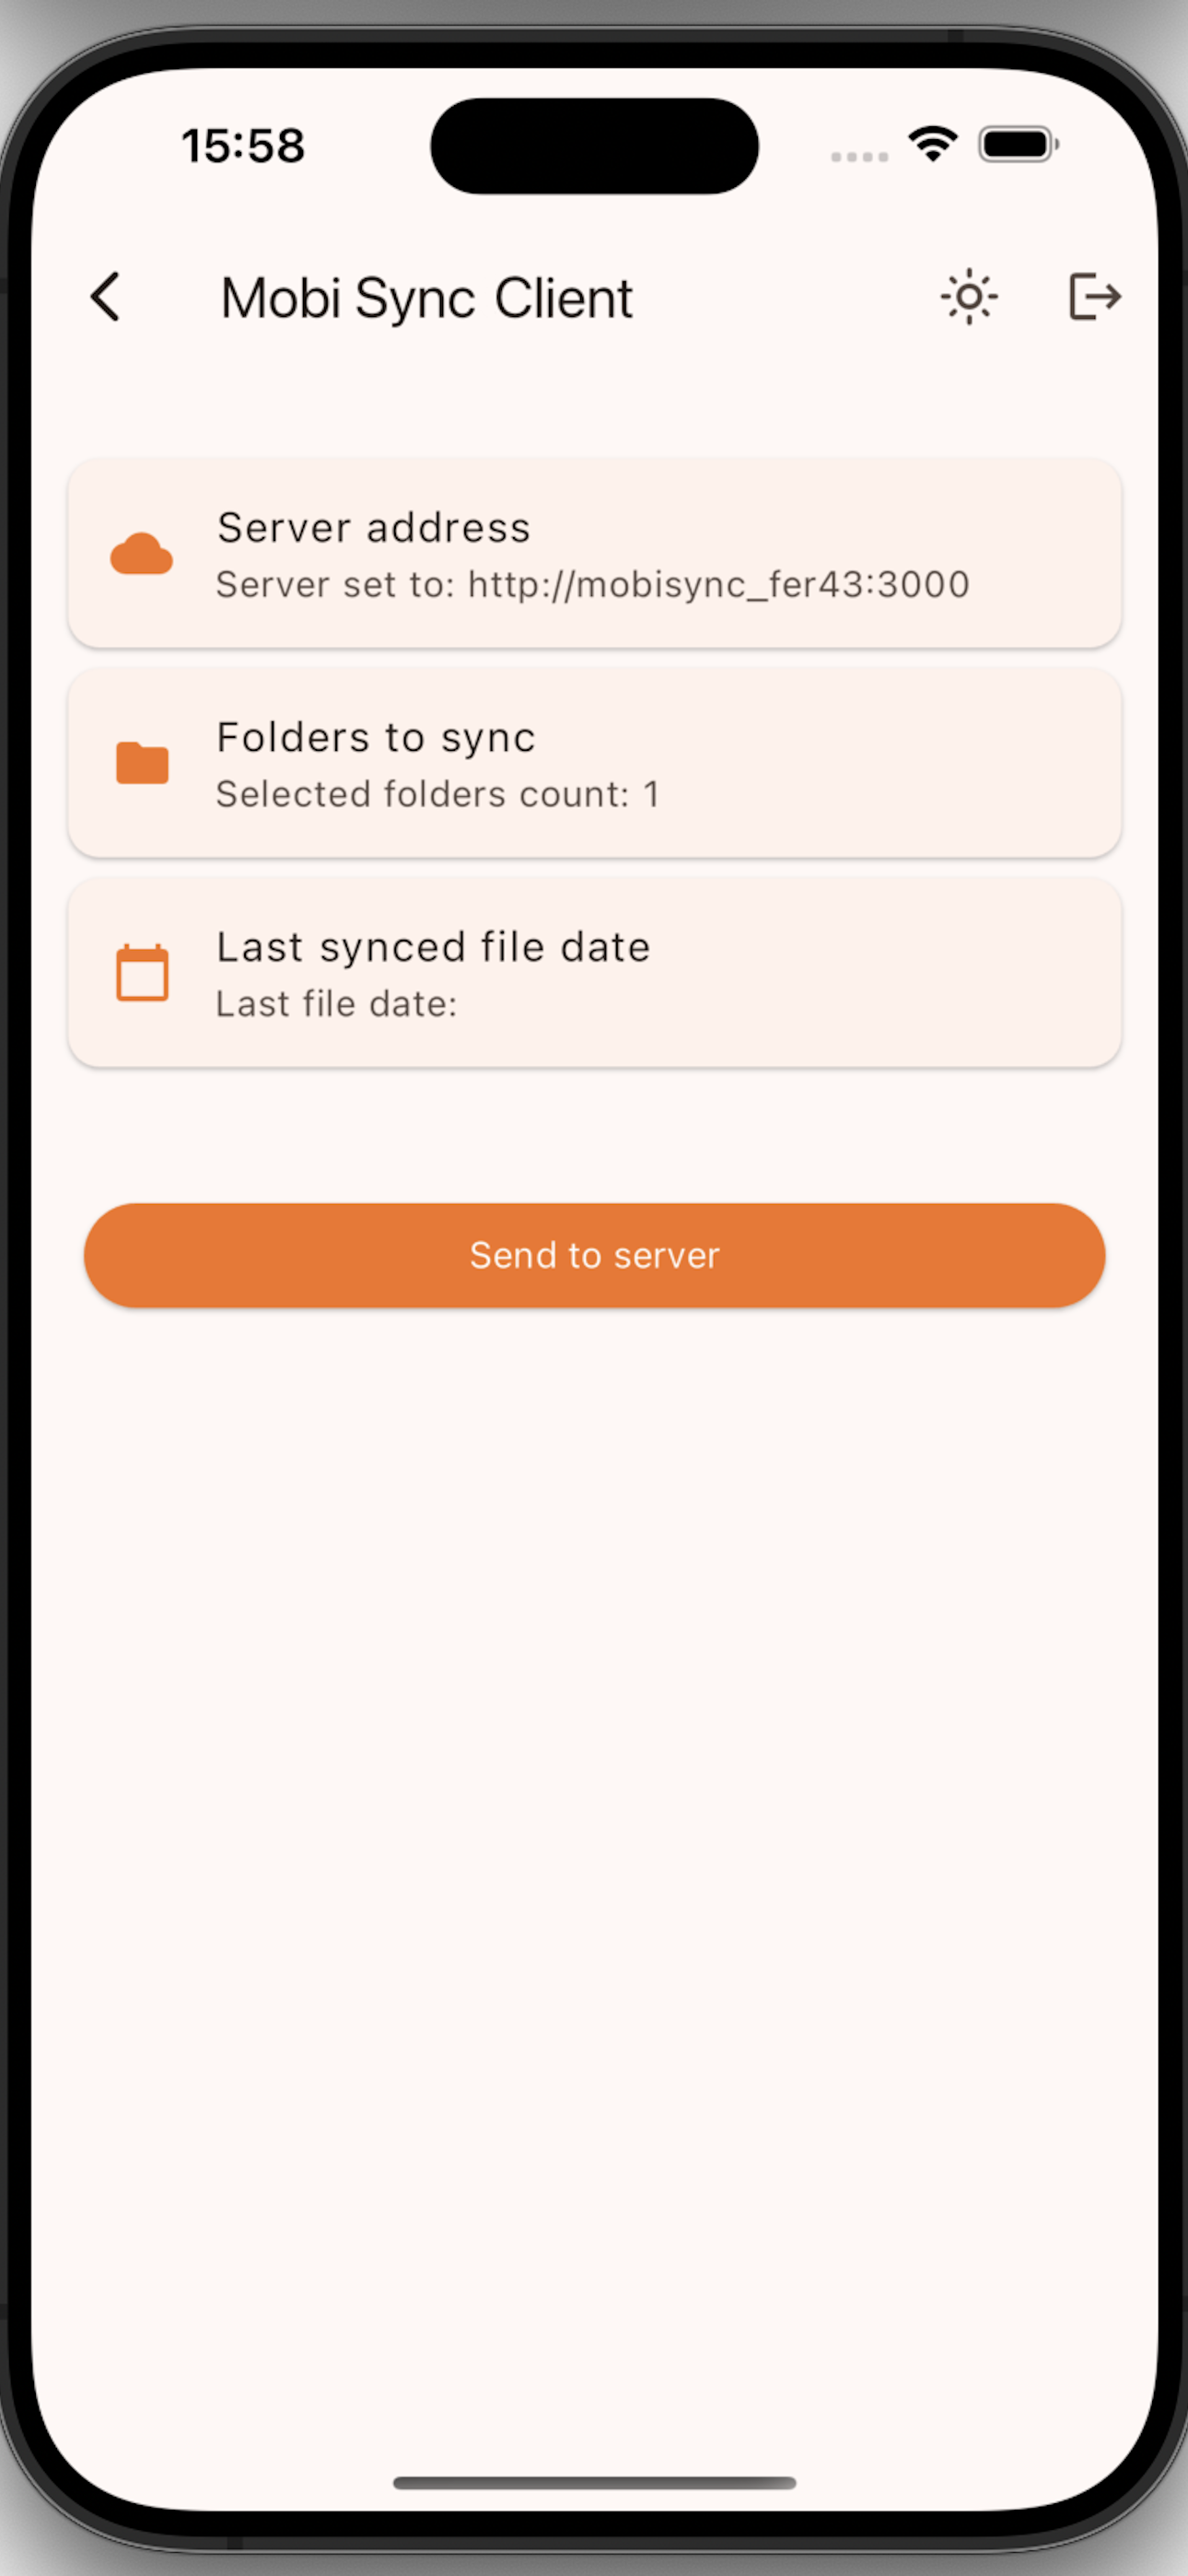 15:58
Mobi Sync Client
Server address
Server set to: http://mobisync_fer43:3000
Folders to sync
Selected folders count: 1
Last synced file date
Last file date:
Send to server